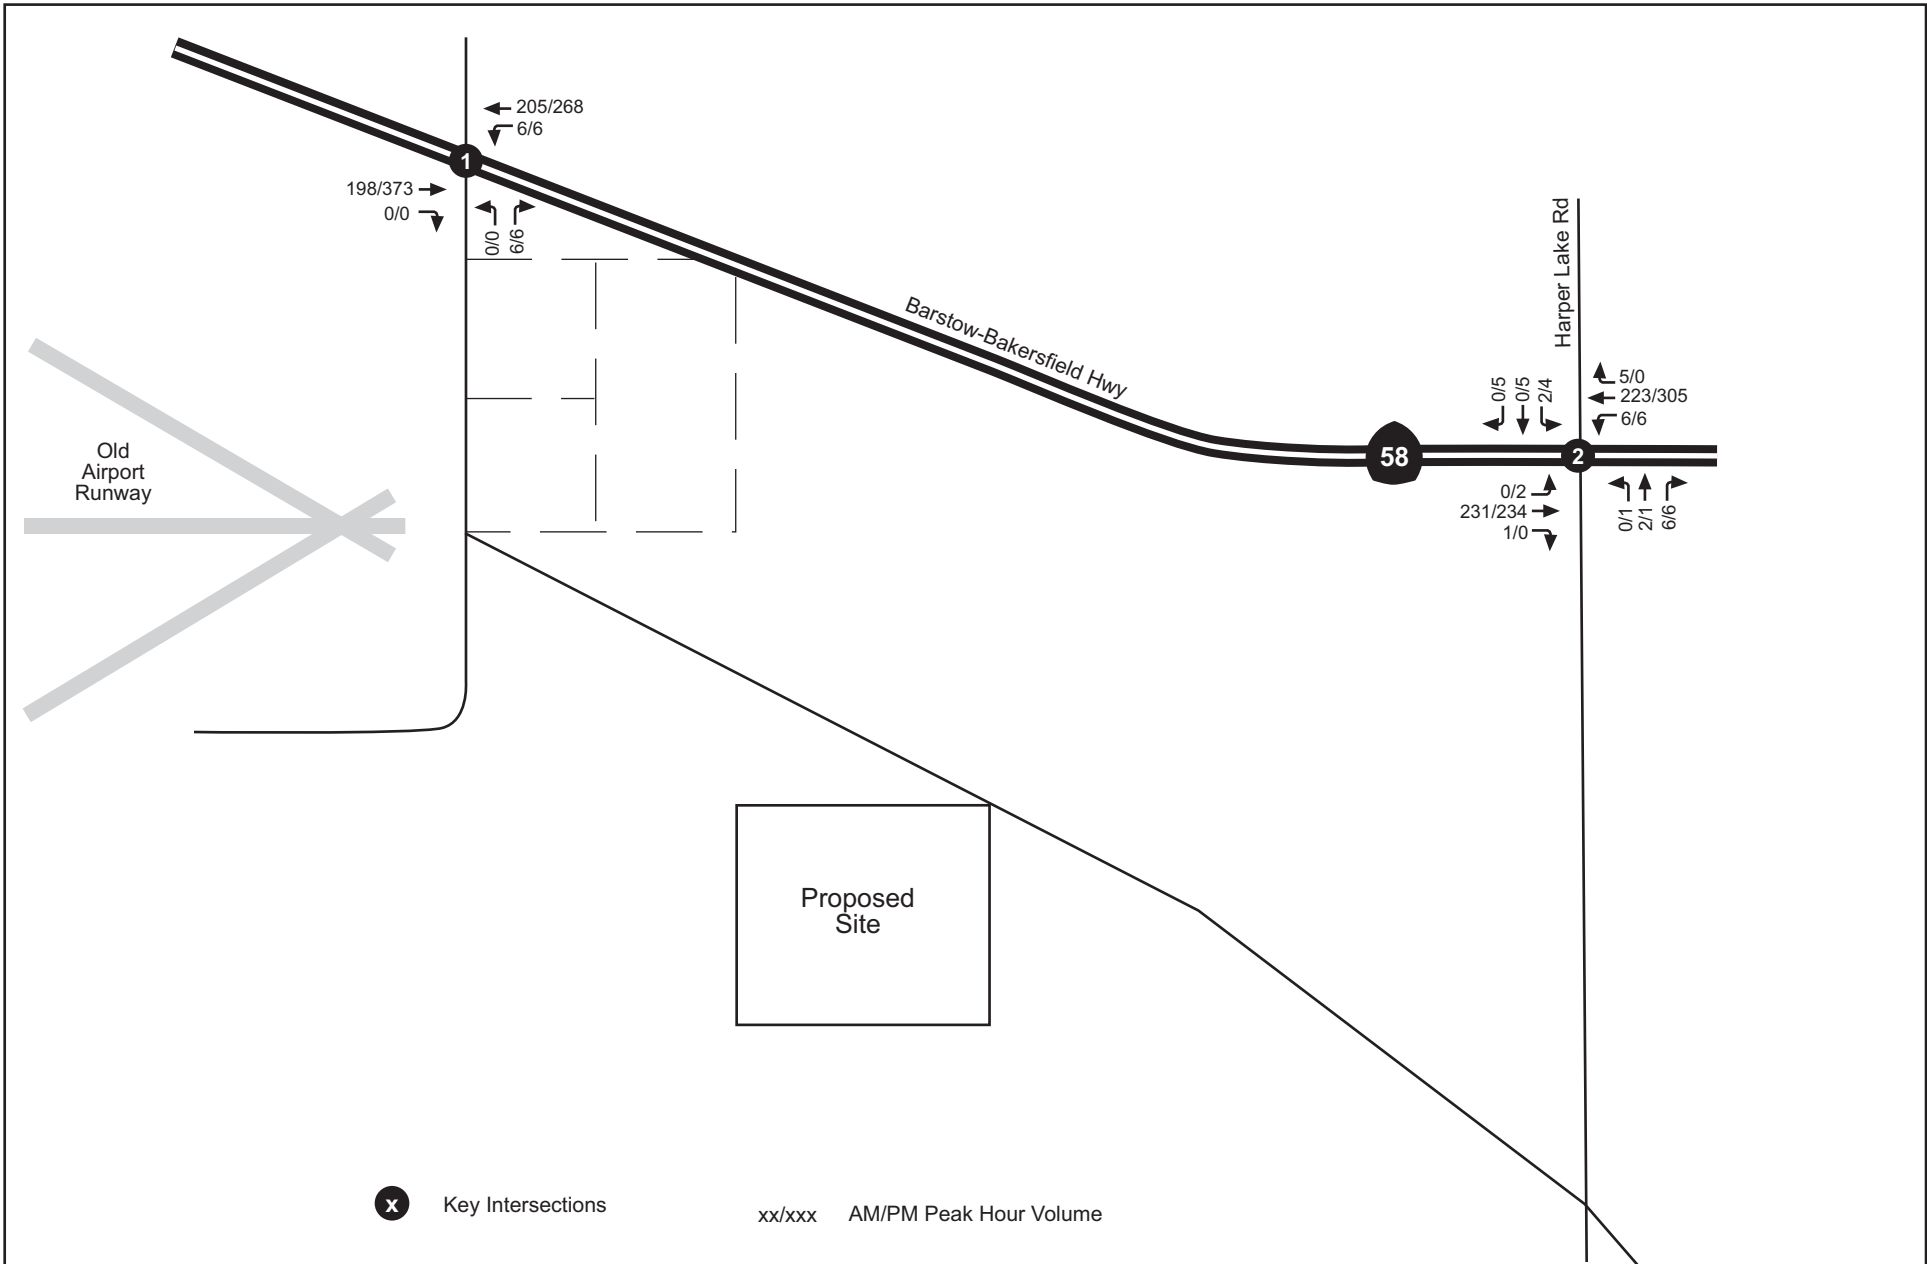 205/268
6/6
1
198/373
0/0
0/0
6/6
Barstow-Bakersfield Hwy
Harper Lake Rd
0/5
0/5
2/4
5/0
223/305
6/6
58
2
0/2
231/234
1/0
0/1
2/1
6/6
Old
Airport
Runway
Proposed
Site
x
Key Intersections
xx/xxx
AM/PM Peak Hour Volume